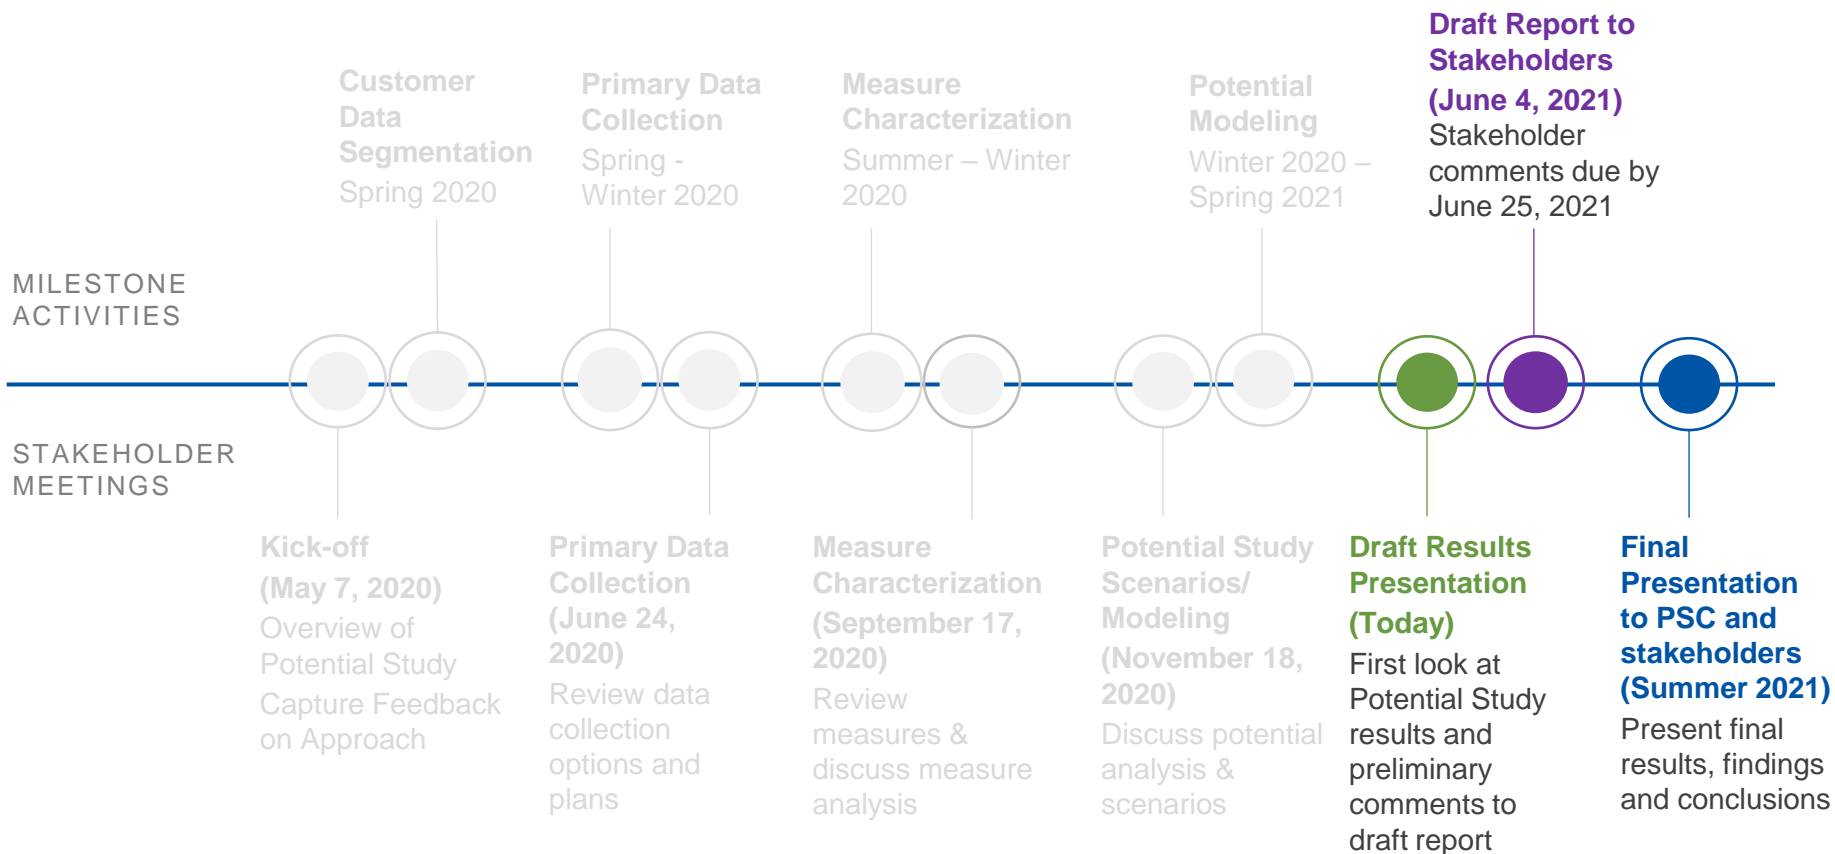 Draft Report to
Stakeholders
(June 4, 2021)
Stakeholder
comments due by
June 25, 2021
Customer
Data
Segmentation
Spring 2020
Primary Data
Collection
Spring -
Winter 2020
Measure
Characterization
Summer – Winter
2020
Potential
Modeling
Winter 2020 –
Spring 2021
MILESTONE
ACTIVITIES
STAKEHOLDER
MEETINGS
Kick-off
(May 7, 2020)
Overview of
Potential Study
Capture Feedback
on Approach
Primary Data
Collection
(June 24,
2020)
Review data
collection
options and
plans
Measure
Characterization
(September 17,
2020)
Review
measures &
discuss measure
analysis
Potential Study
Scenarios/
Modeling
(November 18,
2020)
Discuss potential
analysis &
scenarios
Draft Results
Presentation
(Today)
First look at
Potential Study
results and
preliminary
comments to
draft report
Final
Presentation
to PSC and
stakeholders
(Summer 2021)
Present final
results, findings
and conclusions